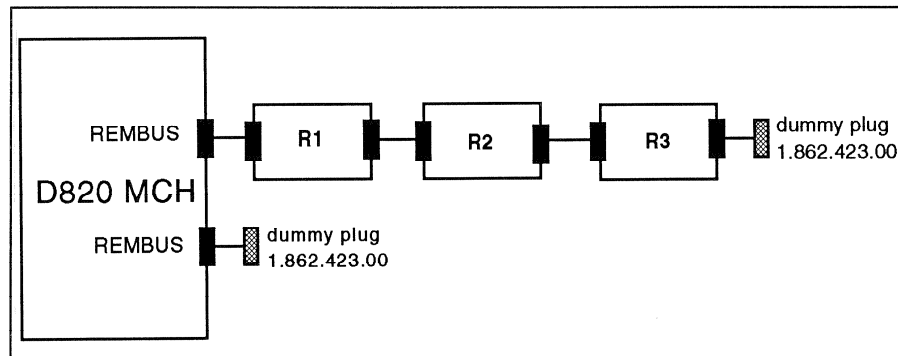 REMBUS
R1
R2
R3
dummy plug
1.862.423.00
D820 MCH
REMBUS
dummy plug
1.862.423.00